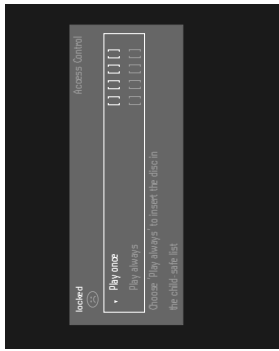 locked Access Control
Play once [ ] [ ] [ ] [ ]
Play always [ ] [ ] [ ] [ ]
Choose 'Play always' to insert the disc in
the child safe list